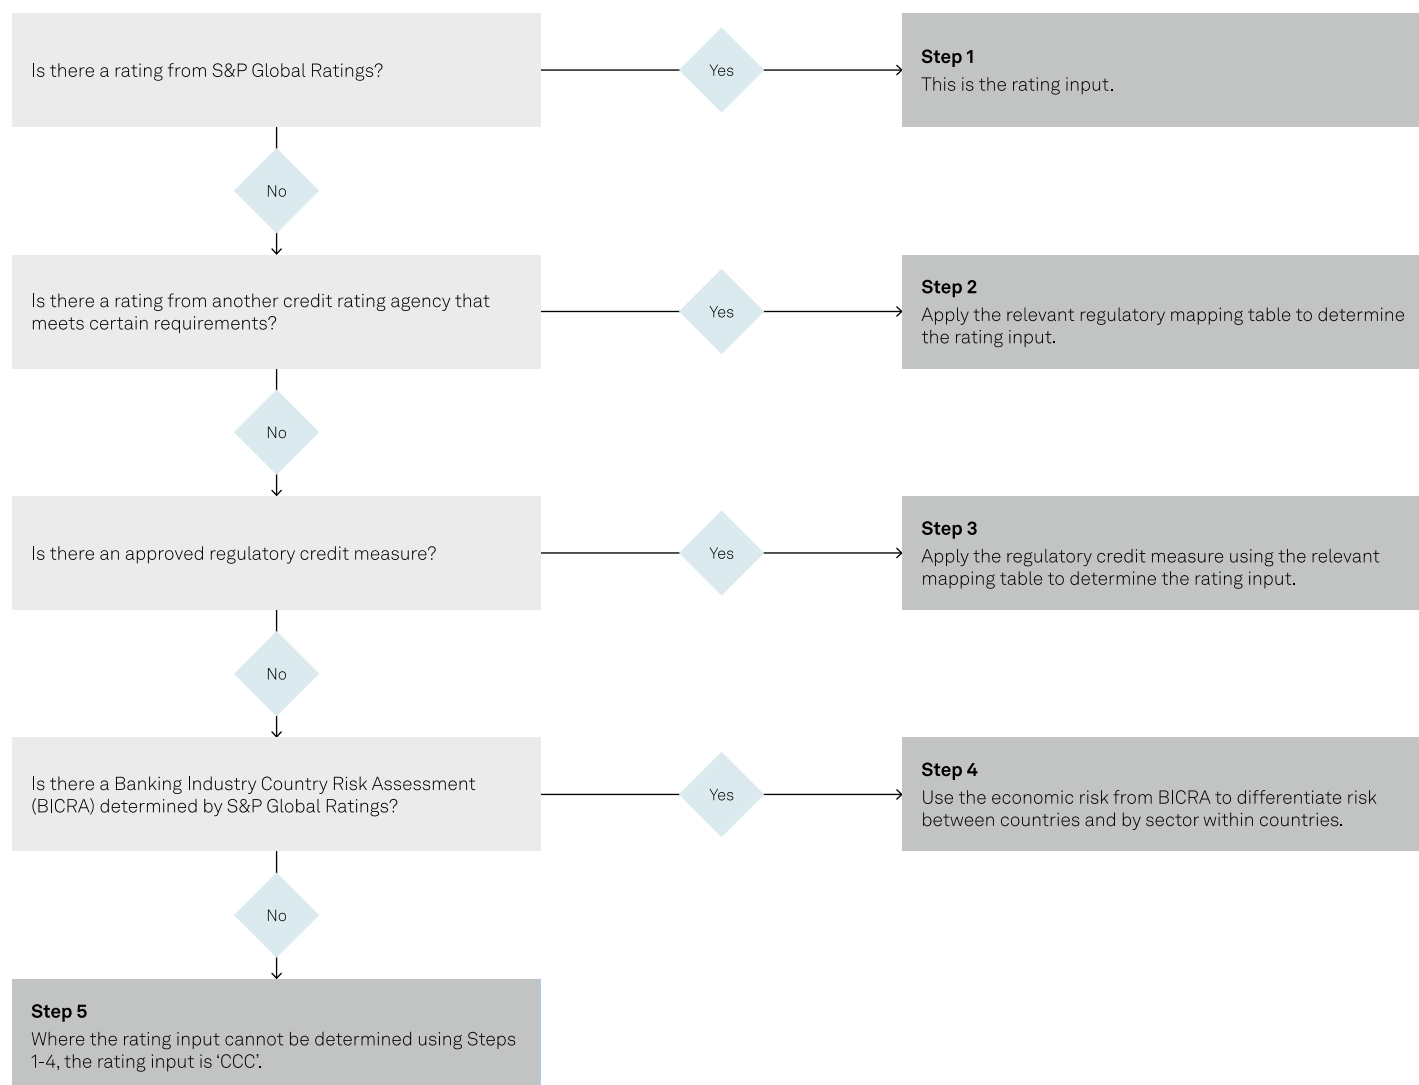 Is there a rating from S&P Global Ratings?
Yes
Step 1
This is the rating input.
No
Is there a rating from another credit rating agency that
meets certain requirements?
Yes
Step 2
Apply the relevant regulatory mapping table to determine
the rating input.
No
Is there an approved regulatory credit measure?
Yes
Step 3
Apply the regulatory credit measure using the relevant
mapping table to determine the rating input.
No
Is there a Banking Industry Country Risk Assessment
(BICRA) determined by S&P Global Ratings?
Yes
Step 4
Use the economic risk from BICRA to differentiate risk
between countries and by sector within countries.
No
Step 5
Where the rating input cannot be determined using Steps
1-4, the rating input is ‘CCC’.